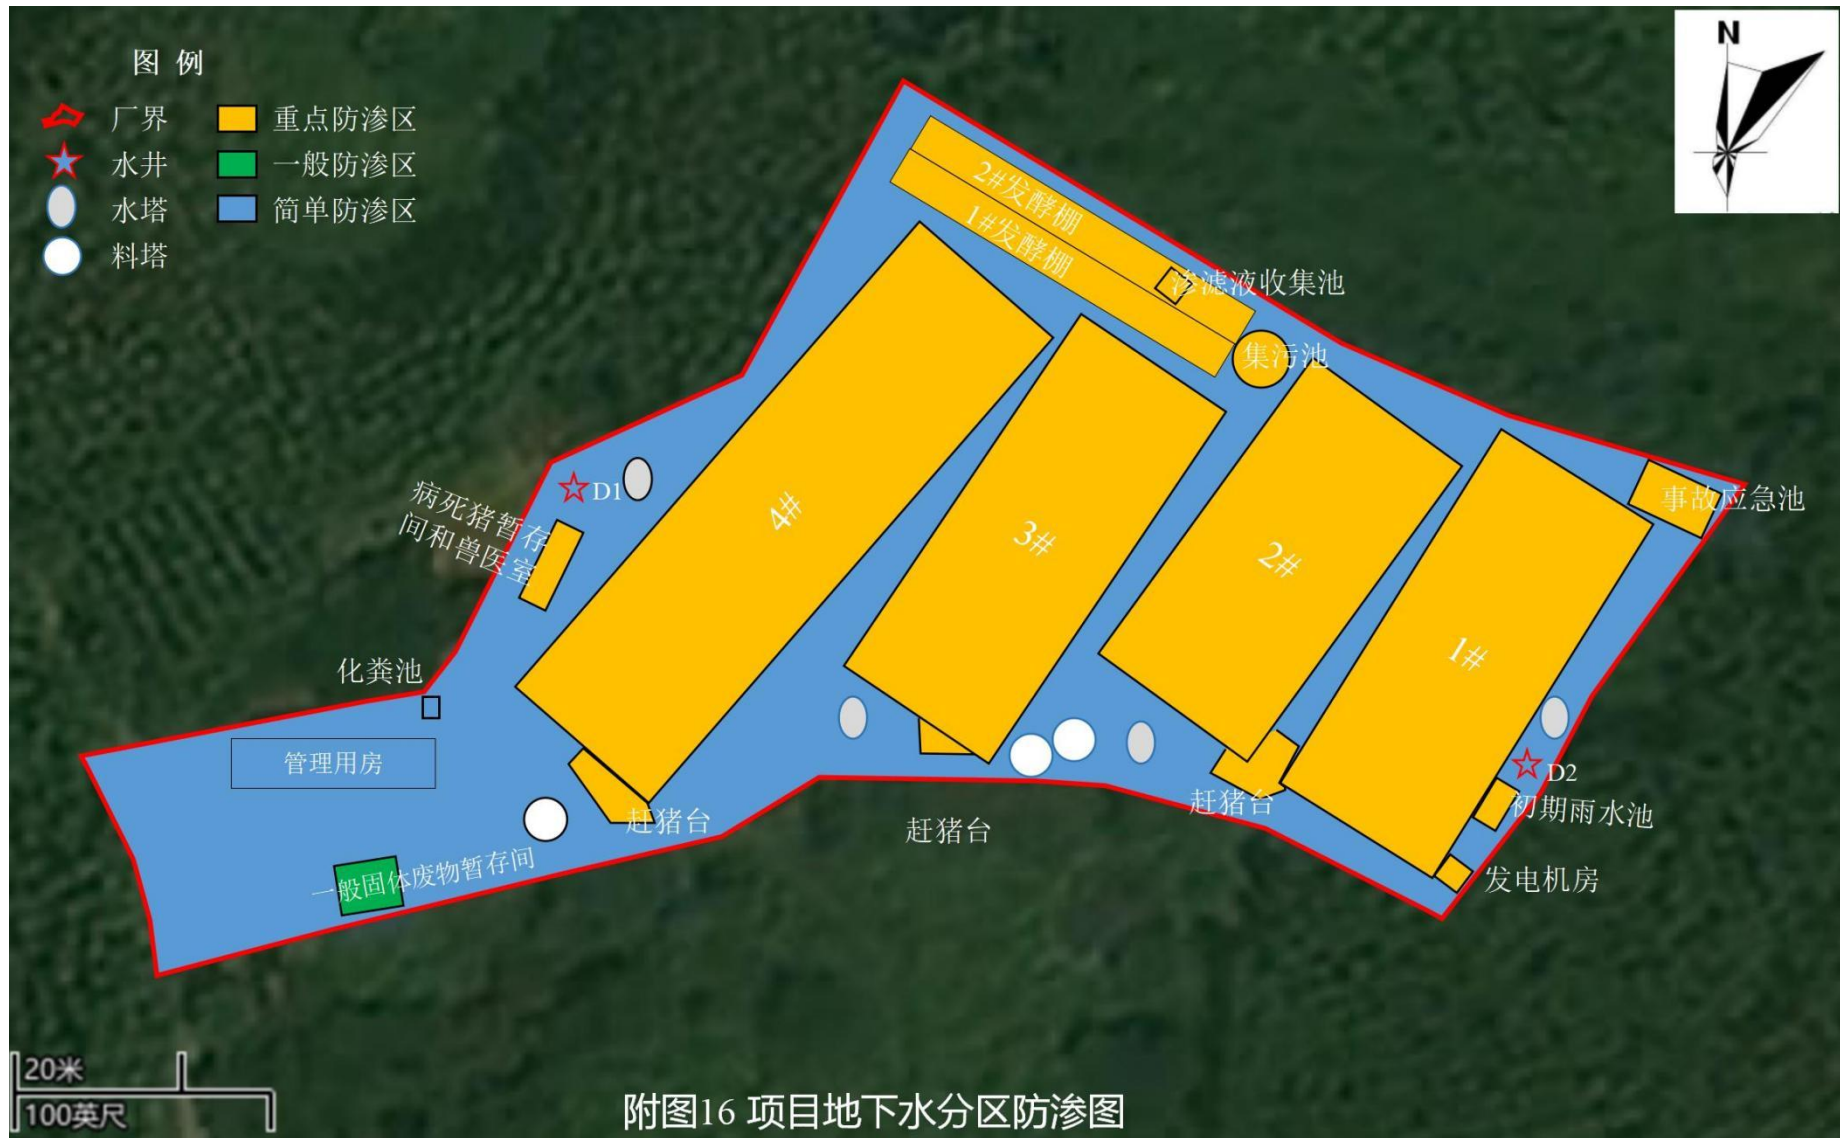 图 例
厂界
重点防渗区
水井
一般防渗区
水塔
简单防渗区
料塔
N
2#发酵棚
1#发酵棚
渗滤液收集池
集污池
事故应急池
D1
病死猪暂存
间和兽医室
4#
3#
2#
1#
化粪池
管理用房
赶猪台
赶猪台
赶猪台
D2
初期雨水池
发电机房
一般固体废物暂存间
20米
100英尺
附图16 项目地下水分区防渗图